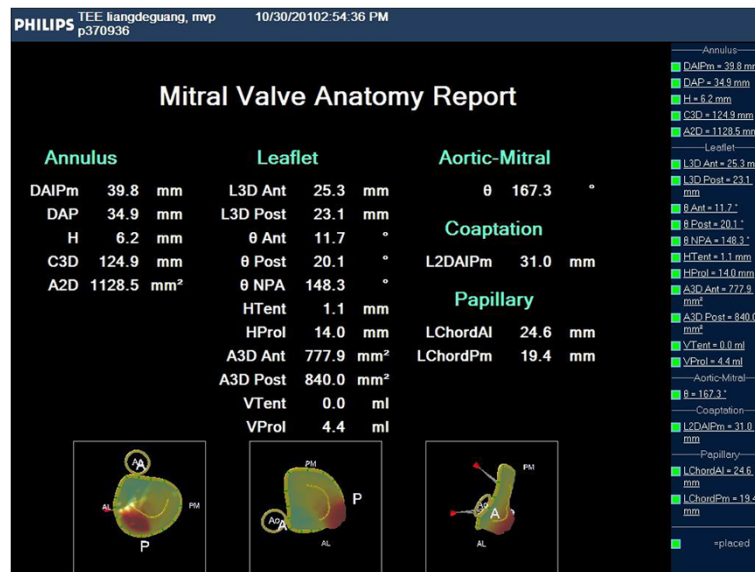 PHILIPS TEE liangdeguang, mvp 10/30/20102:54:36 PM
p370936
Mitral Valve Anatomy Report
Annulus
DAlPm 39.8 mm
DAP 34.9 mm
H 6.2 mm
C3D 124.9 mm
A2D 1128.5 mm²
Leaflet
L3D Ant 25.3 mm
L3D Post 23.1 mm
θ Ant 11.7 °
θ Post 20.1 °
θ NPA 148.3 °
HTent 1.1 mm
HProl 14.0 mm
A3D Ant 777.9 mm²
A3D Post 840.0 mm²
VTent 0.0 ml
VProl 4.4 ml
Aortic-Mitral
θ 167.3 °
Coaptation
L2DAlPm 31.0 mm
Papillary
LChordAl 24.6 mm
LChordPm 19.4 mm
A
AL
PM
P
PM
P
Ao
A
AL
PM
Ao
A
AL
Annulus
DAlPm = 39.8 mm
DAP = 34.9 mm
H = 6.2 mm
C3D = 124.9 mm
A2D = 1128.5 mm
Leaflet
L3D Ant = 25.3 m
L3D Post = 23.1
mm
θ Ant = 11.7 °
θ Post = 20.1 °
θ NPA = 148.3 °
HTent = 1.1 mm
HProl = 14.0 mm
A3D Ant = 777.9
mm²
A3D Post = 840.0
mm²
VTent = 0.0 ml
VProl = 4.4 ml
Aortic-Mitral
θ = 167.3 °
Coaptation
L2DAlPm = 31.0
mm
Papillary
LChordAl = 24.6
mm
LChordPm = 19.4
mm
=placed